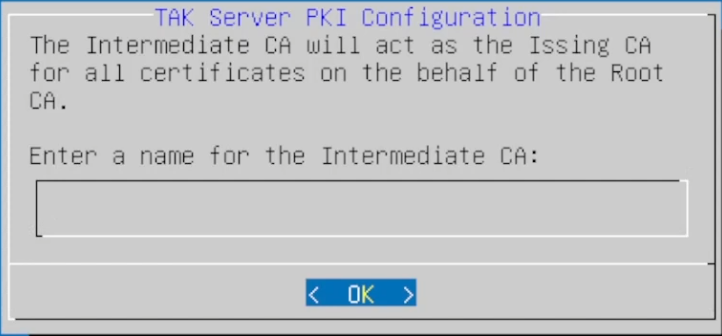 TAK Server PKI Configuration
The Intermediate CA will act as the Issing CA
for all certificates on the behalf of the Root
CA.
Enter a name for the Intermediate CA:
< OK >